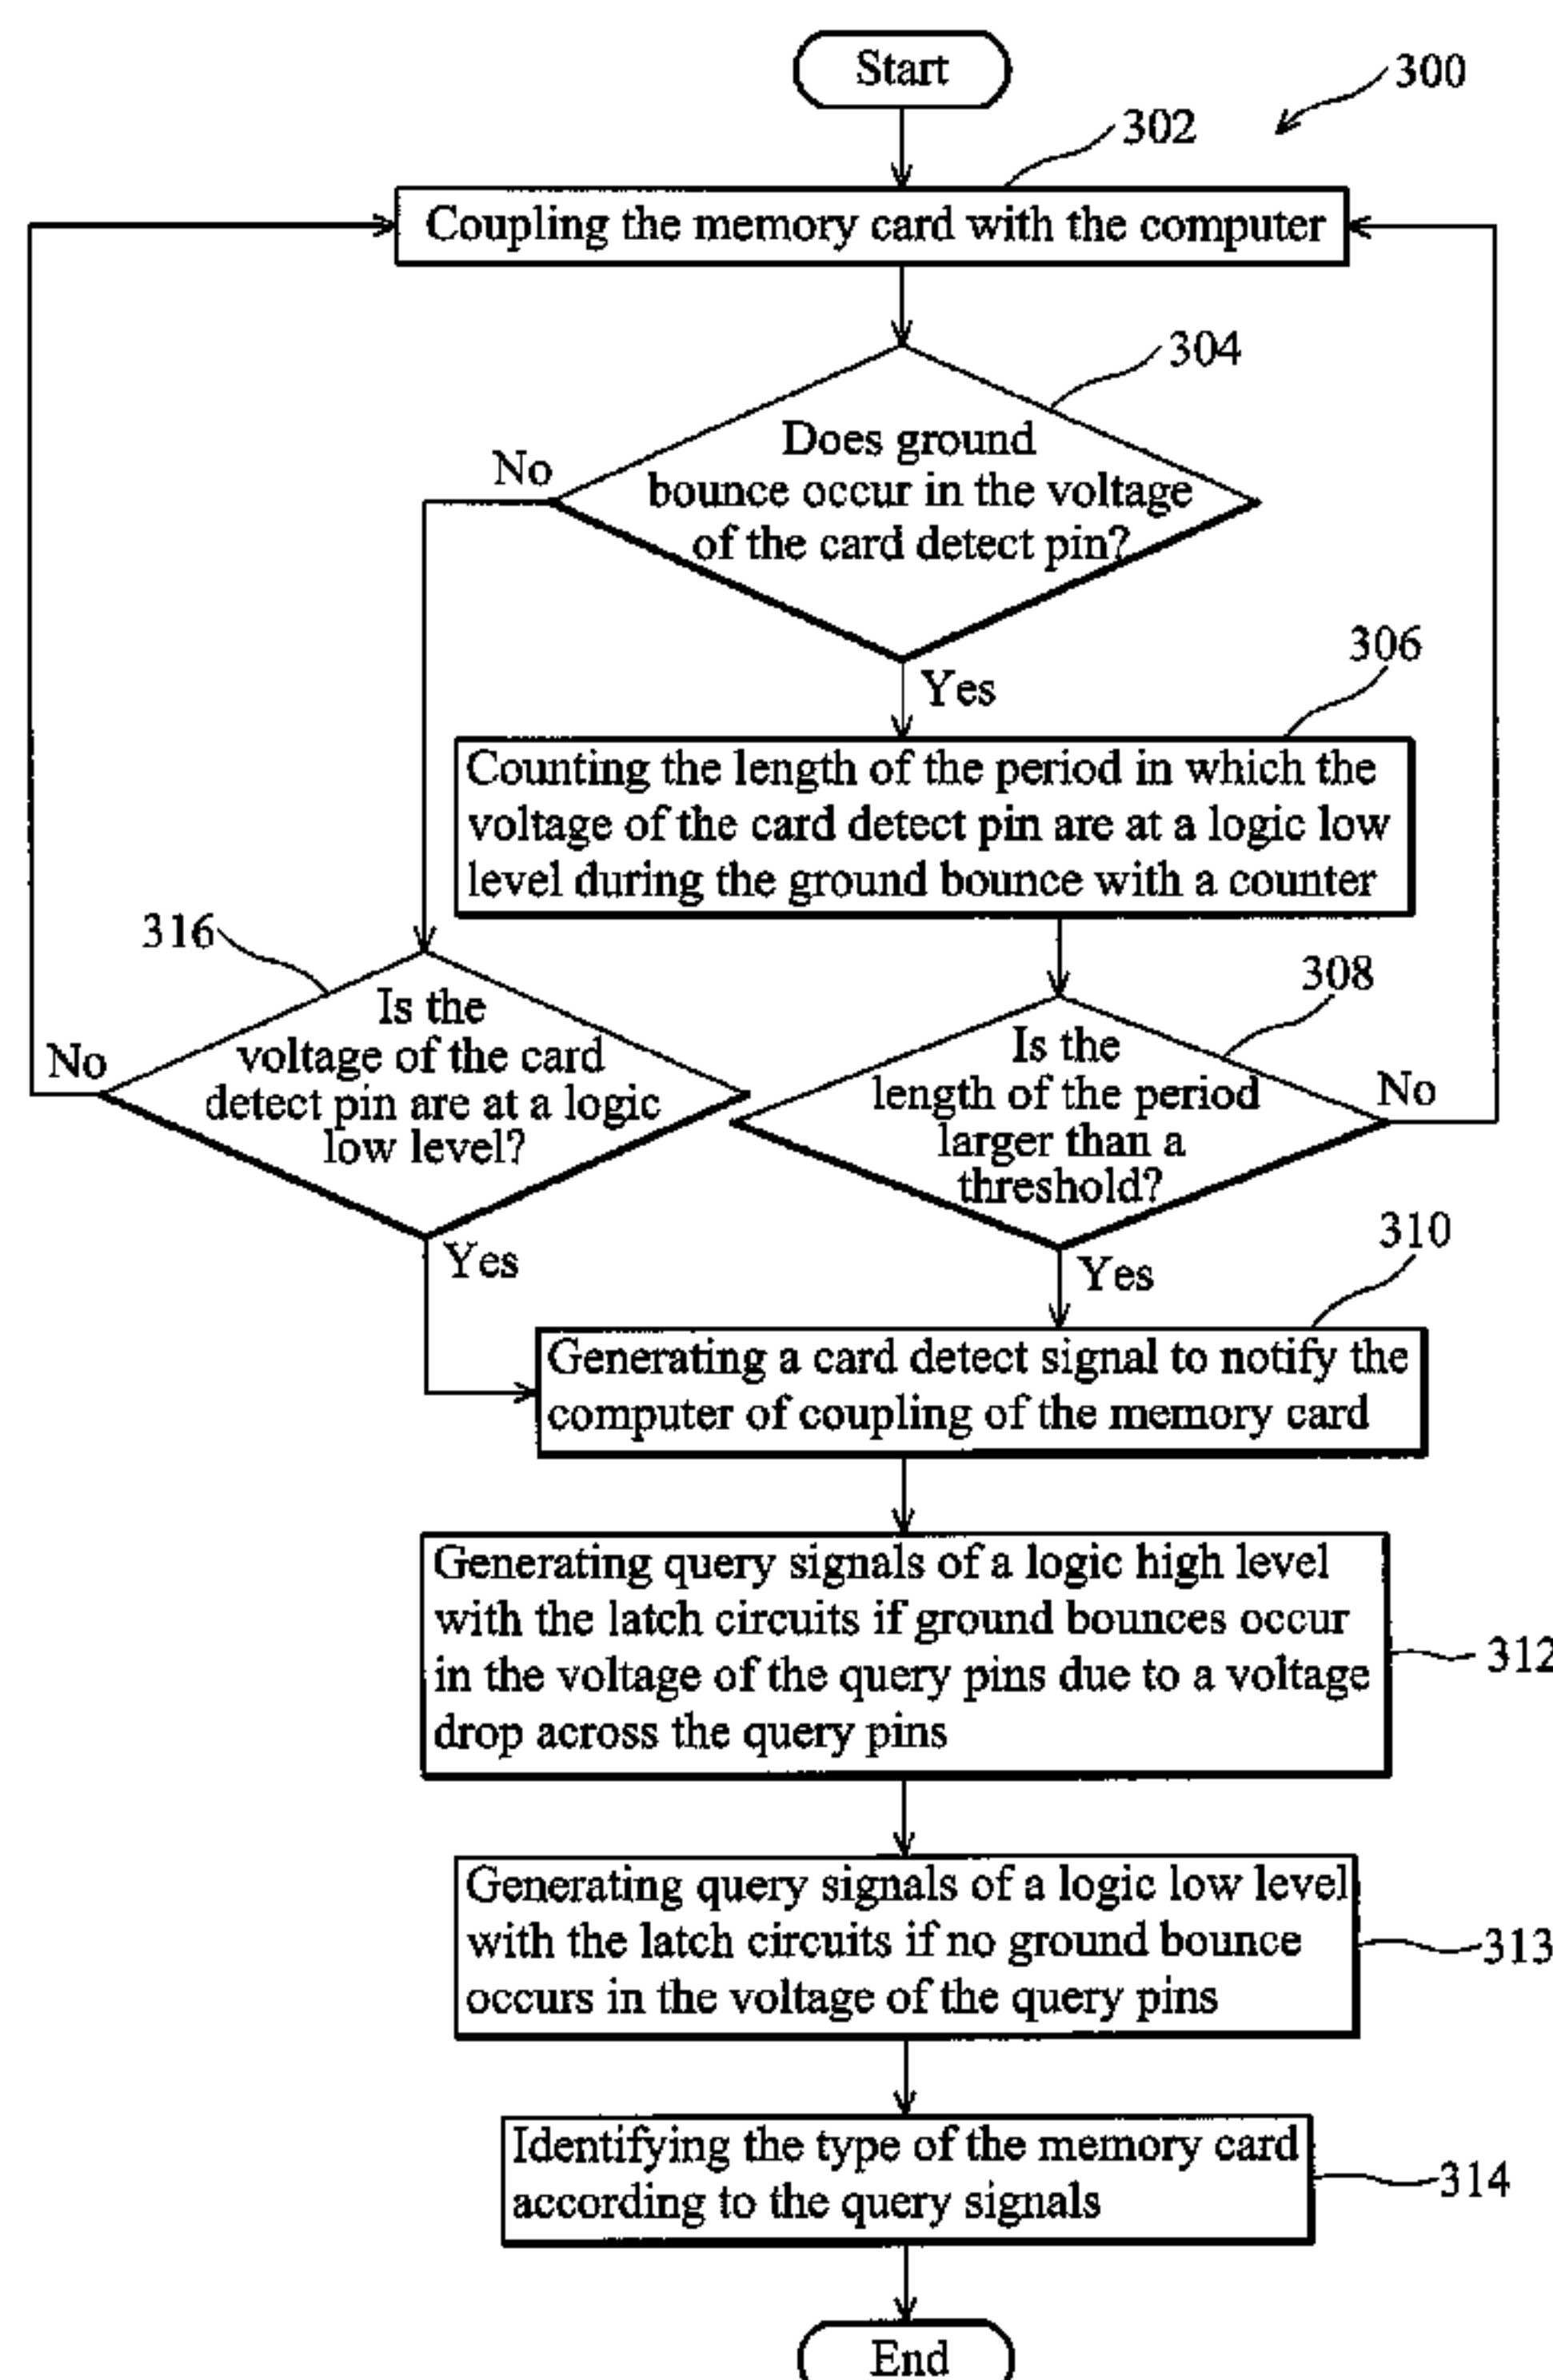 Start
300
302
Coupling the memory card with the computer
304
Does ground
bounce occur in the voltage
of the card detect pin?
No
Yes
306
Counting the length of the period in which the
voltage of the card detect pin are at a logic low
level during the ground bounce with a counter
316
Is the
voltage of the card
detect pin are at a logic
low level?
No
Yes
308
Is the
length of the period
larger than a
threshold?
No
Yes
310
Generating a card detect signal to notify the
computer of coupling of the memory card
Generating query signals of a logic high level
with the latch circuits if ground bounces occur
in the voltage of the query pins due to a voltage
drop across the query pins
312
Generating query signals of a logic low level
with the latch circuits if no ground bounce
occurs in the voltage of the query pins
313
Identifying the type of the memory card
according to the query signals
314
End